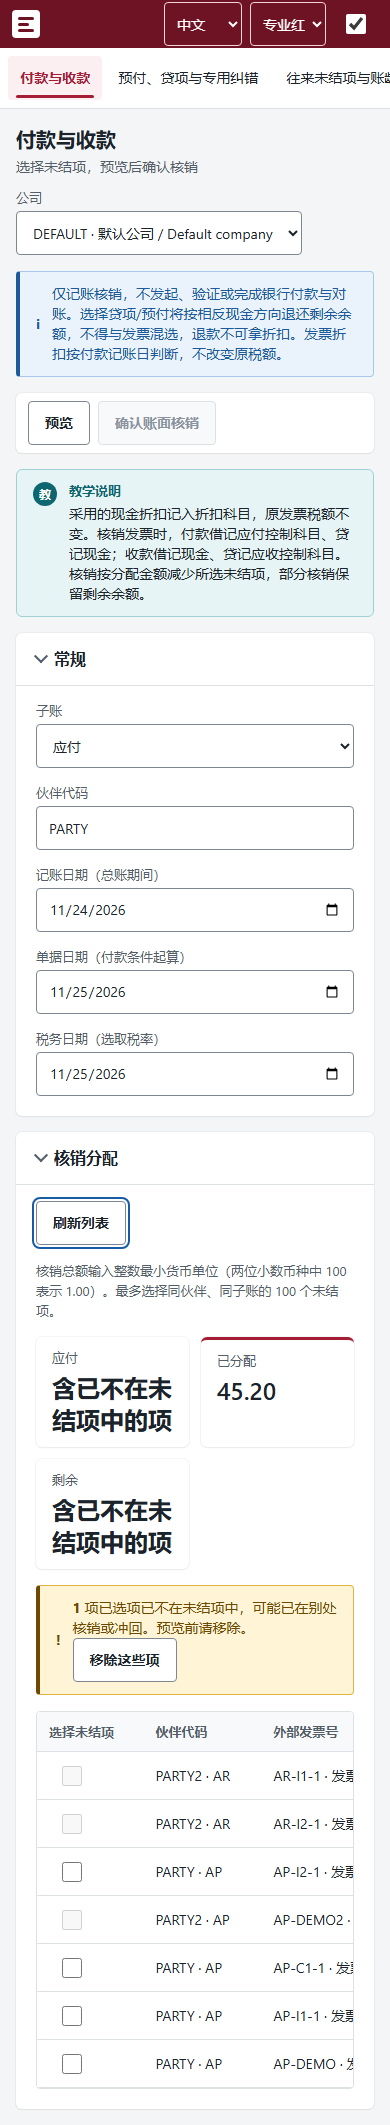 中文
专业红
付款与收款
预付、贷项与专用纠错
往来未结项与账龄
付款与收款
选择未结项，预览后确认核销
公司
DEFAULT · 默认公司 / Default company
i
仅记账核销，不发起、验证或完成银行付款与对
账。选择贷项/预付将按相反现金方向退还剩余余
额，不得与发票混选，退款不可拿折扣。发票折
扣按付款记账日判断，不改变原税额。
预览
确认账面核销
教
教学说明
采用的现金折扣记入折扣科目，原发票税额不
变。核销发票时，付款借记应付控制科目、贷
记现金；收款借记现金、贷记应收控制科目。
核销按分配金额减少所选未结项，部分核销保
留剩余余额。
常规
子账
应付
伙伴代码
PARTY
记账日期（总账期间）
11/24/2026
单据日期（付款条件起算）
11/25/2026
税务日期（选取税率）
11/25/2026
核销分配
刷新列表
核销总额输入整数最小货币单位（两位小数币种中 100
表示 1.00）。最多选择同伙伴、同子账的 100 个未结
项。
应付
含已不在未
结项中的项
已分配
45.20
剩余
含已不在未
结项中的项
!
1 项已选项已不在未结项中，可能已在别处
核销或冲回。预览前请移除。
移除这些项
选择未结项 伙伴代码 外部发票号
PARTY2 · AR AR-I1-1 · 发票
PARTY2 · AR AR-I2-1 · 发票
PARTY · AP AP-I2-1 · 发票
PARTY2 · AP AP-DEMO2 ·
PARTY · AP AP-C1-1 · 发
PARTY · AP AP-I1-1 · 发票
PARTY · AP AP-DEMO · 发